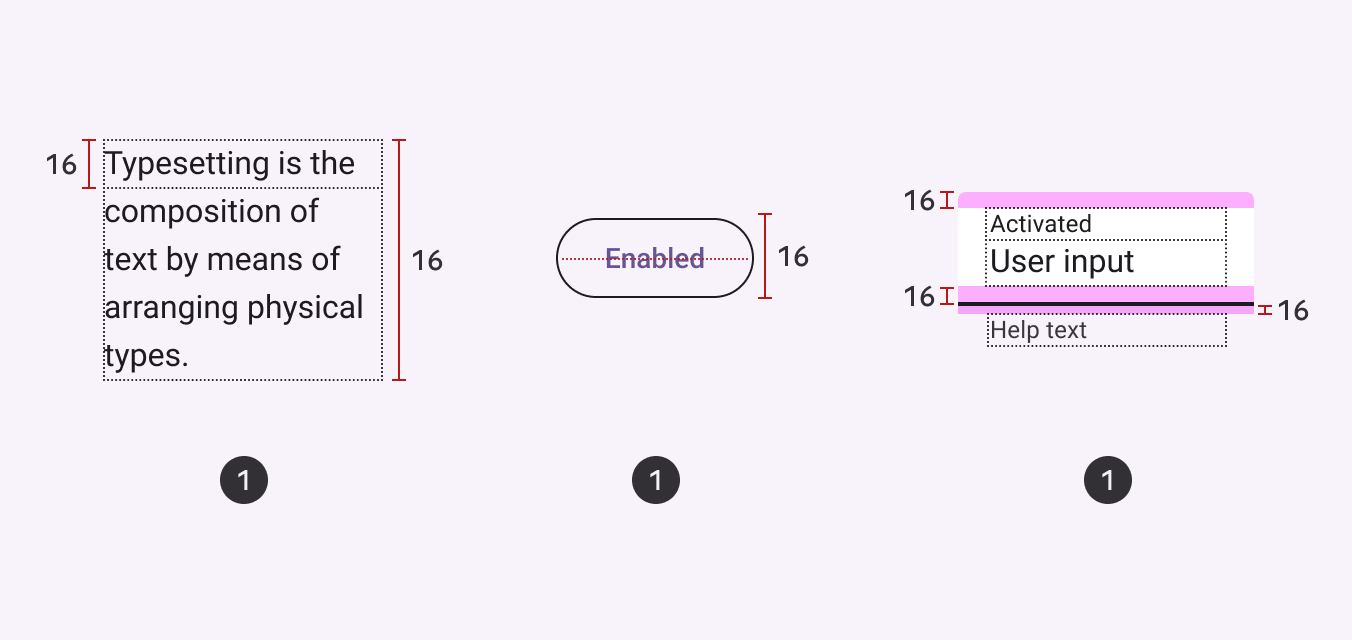 16
Typesetting is the
composition of
text by means of
arranging physical
types.
16
1
Enabled
16
1
16
Activated
User input
16
16
Help text
1